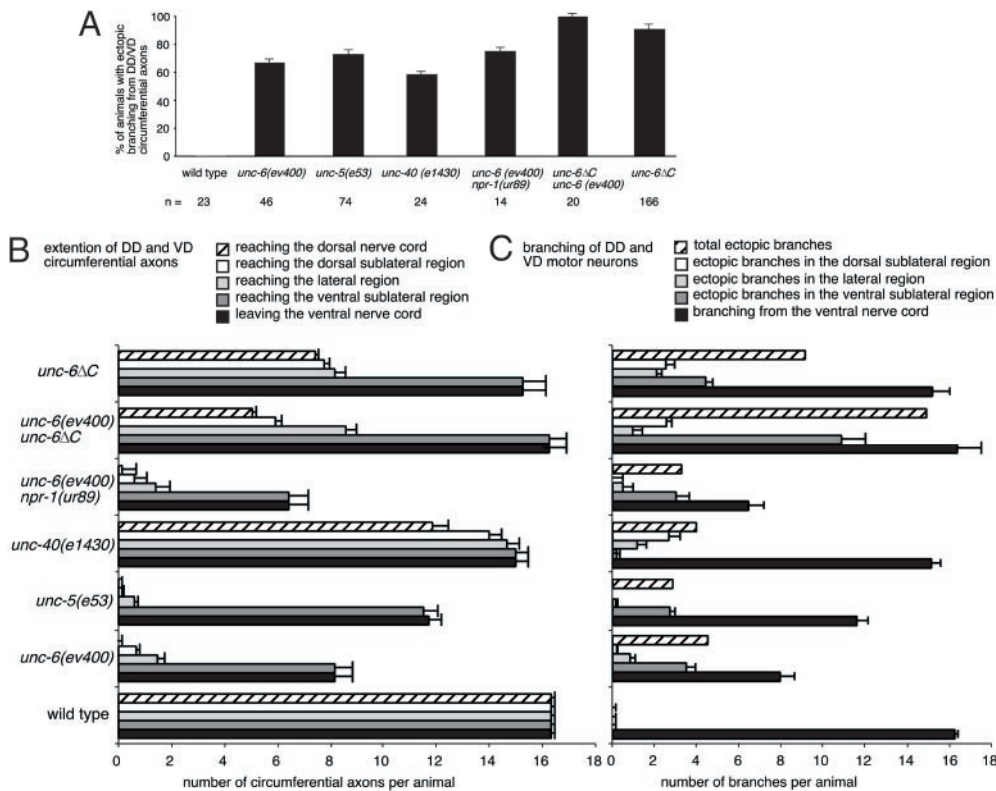 A
% of animals with ectopic
branching from DD/VD
circumferential axons
100
80
60
40
20
0
wild type unc-6(ev400) unc-5(e53) unc-40 (e1430) unc-6 (ev400) unc-6ΔC unc-6ΔC
npr-1(ur89) unc-6 (ev400)
n = 23 46 74 24 14 20 166
B extention of DD and VD
circumferential axons
reaching the dorsal nerve cord
reaching the dorsal sublateral region
reaching the lateral region
reaching the ventral sublateral region
leaving the ventral nerve cord
C branching of DD and
VD motor neurons
total ectopic branches
ectopic branches in the dorsal sublateral region
ectopic branches in the lateral region
ectopic branches in the ventral sublateral region
branching from the ventral nerve cord
unc-6ΔC
unc-6(ev400)
unc-6ΔC
unc-6(ev400)
npr-1(ur89)
unc-40(e1430)
unc-5(e53)
unc-6(ev400)
wild type
0 2 4 6 8 10 12 14 16 18
number of circumferential axons per animal
0 2 4 6 8 10 12 14 16 18
number of branches per animal